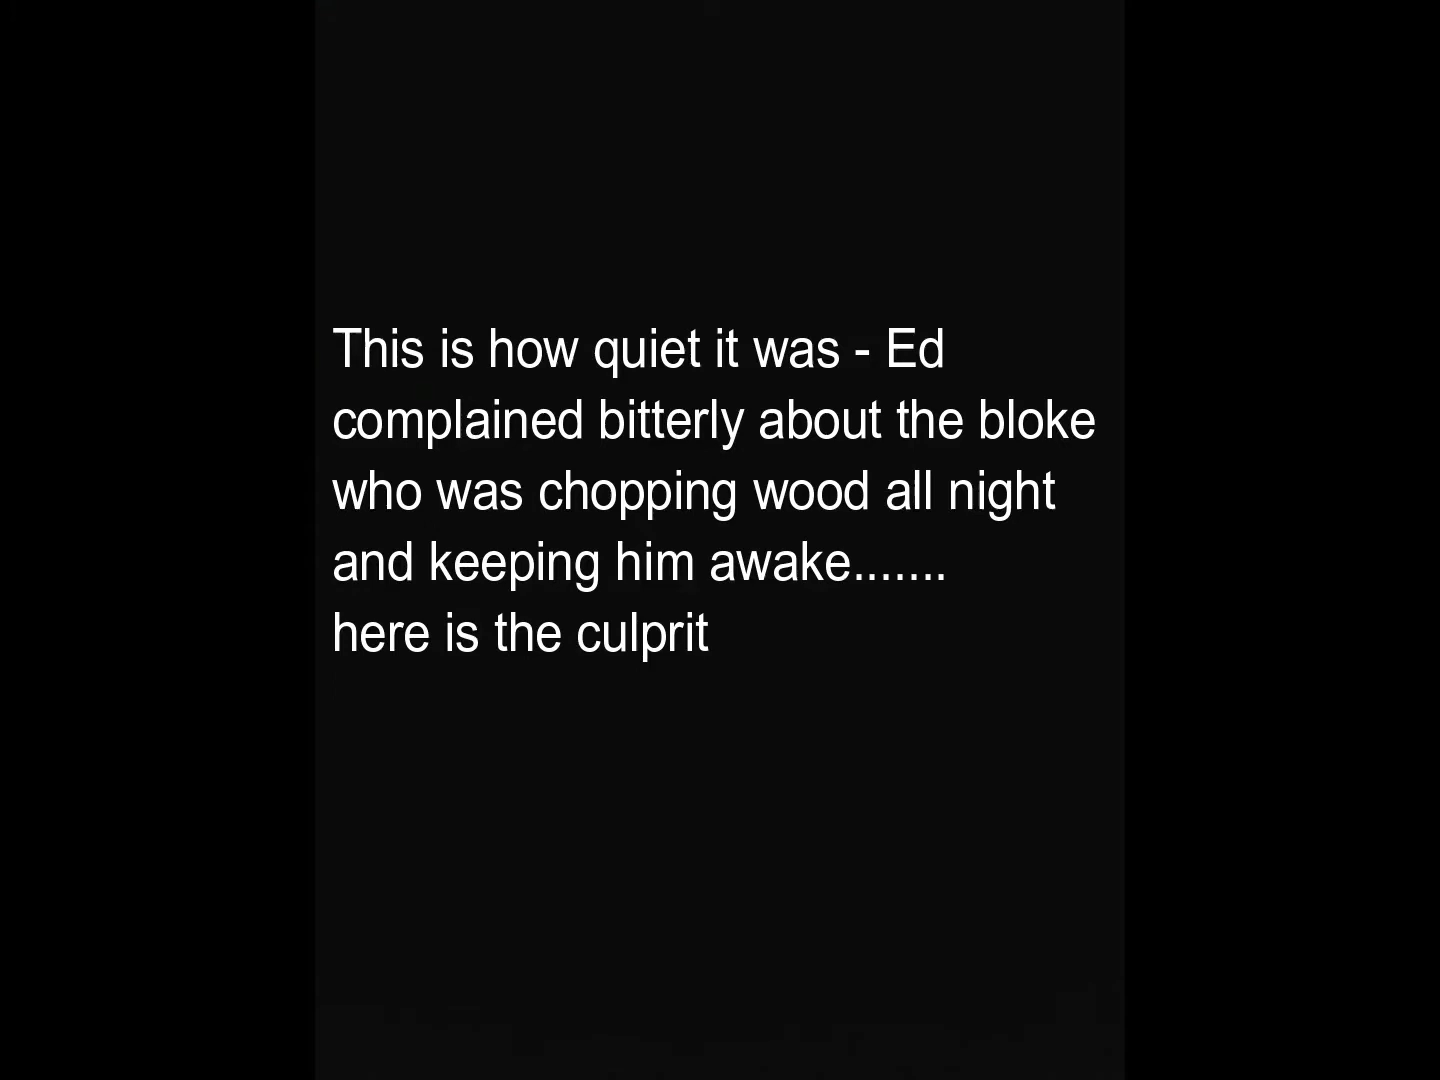 This is how quiet it was - Ed
complained bitterly about the bloke
who was chopping wood all night
and keeping him awake.......
here is the culprit